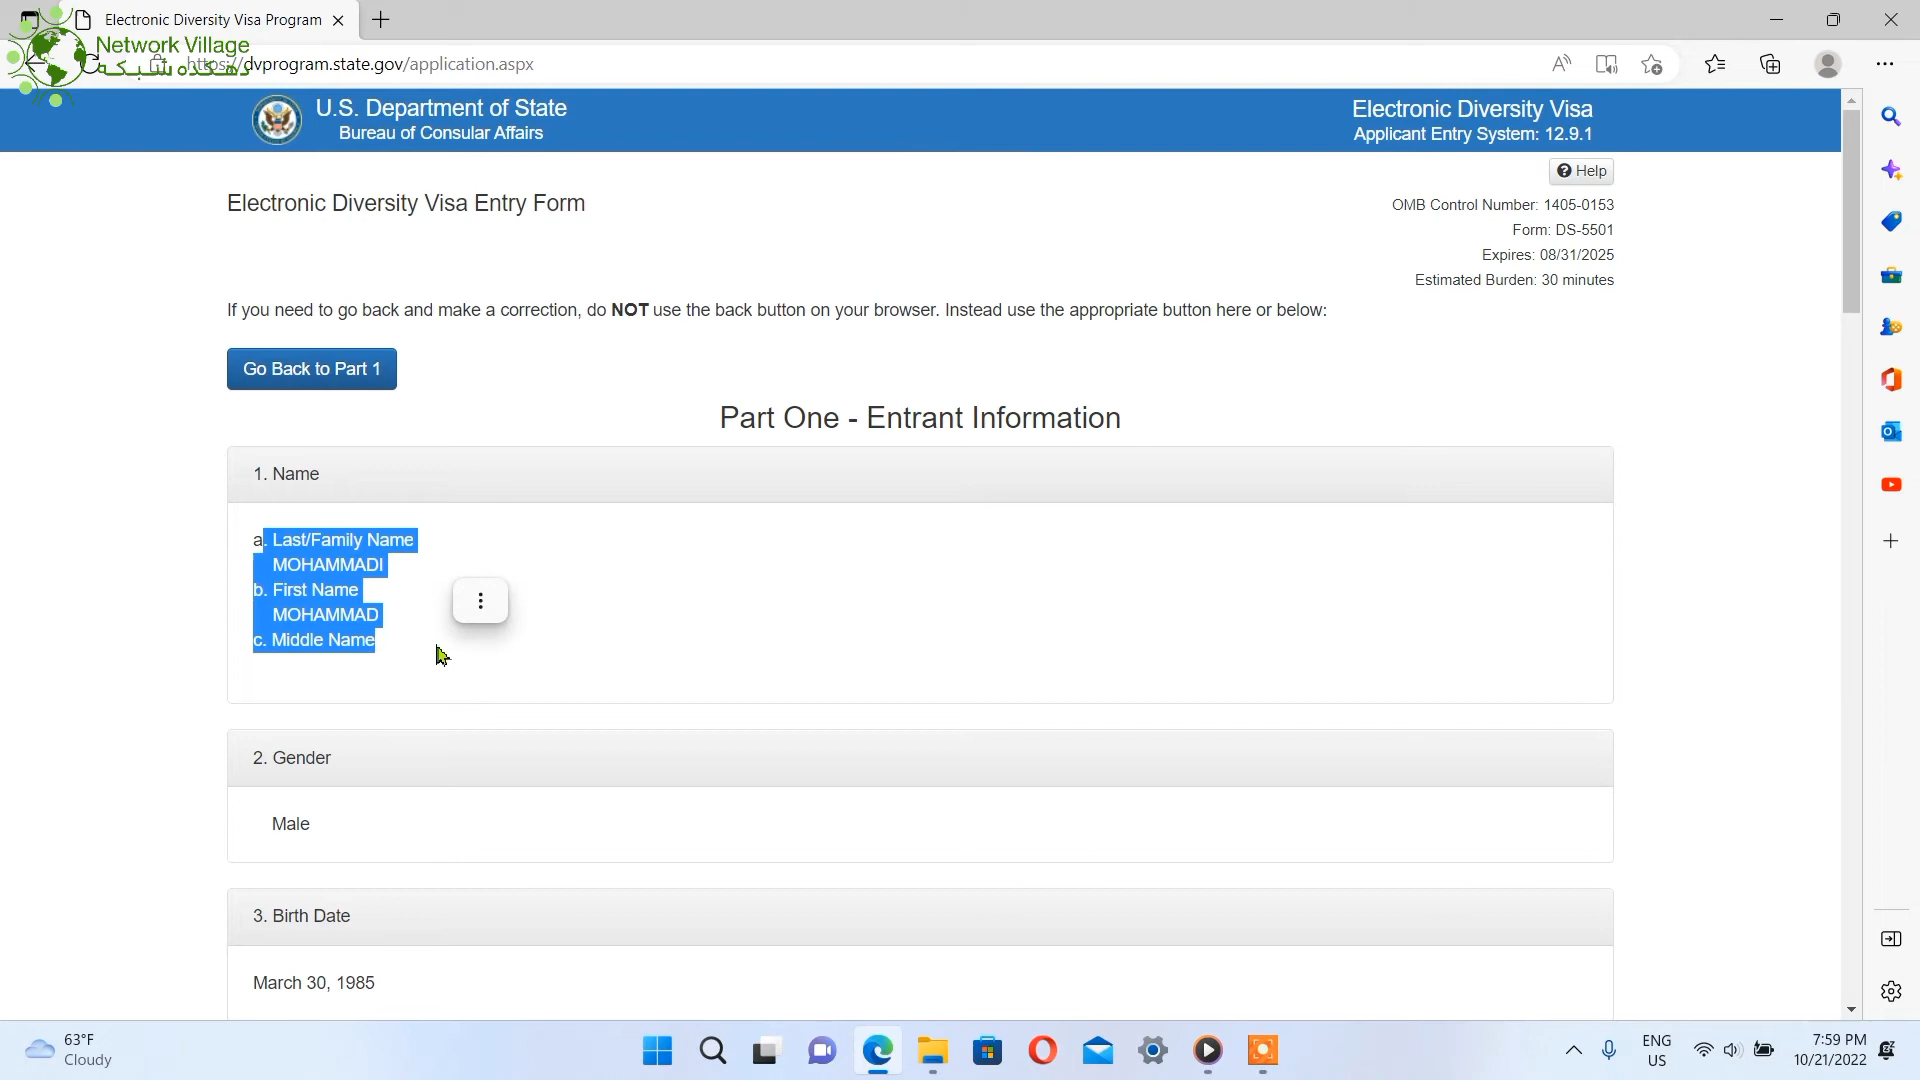 Electronic Diversity Visa Program
Network Village
دهکده شبکه
https://dvprogram.state.gov/application.aspx
U.S. Department of State
Bureau of Consular Affairs
Electronic Diversity Visa
Applicant Entry System: 12.9.1
Help
Electronic Diversity Visa Entry Form
OMB Control Number: 1405-0153
Form: DS-5501
Expires: 08/31/2025
Estimated Burden: 30 minutes
If you need to go back and make a correction, do NOT use the back button on your browser. Instead use the appropriate button here or below:
Go Back to Part 1
Part One - Entrant Information
1. Name
a. Last/Family Name
MOHAMMADI
b. First Name
MOHAMMAD
c. Middle Name
2. Gender
Male
3. Birth Date
March 30, 1985
63°F
Cloudy
ENG
US
7:59 PM
10/21/2022